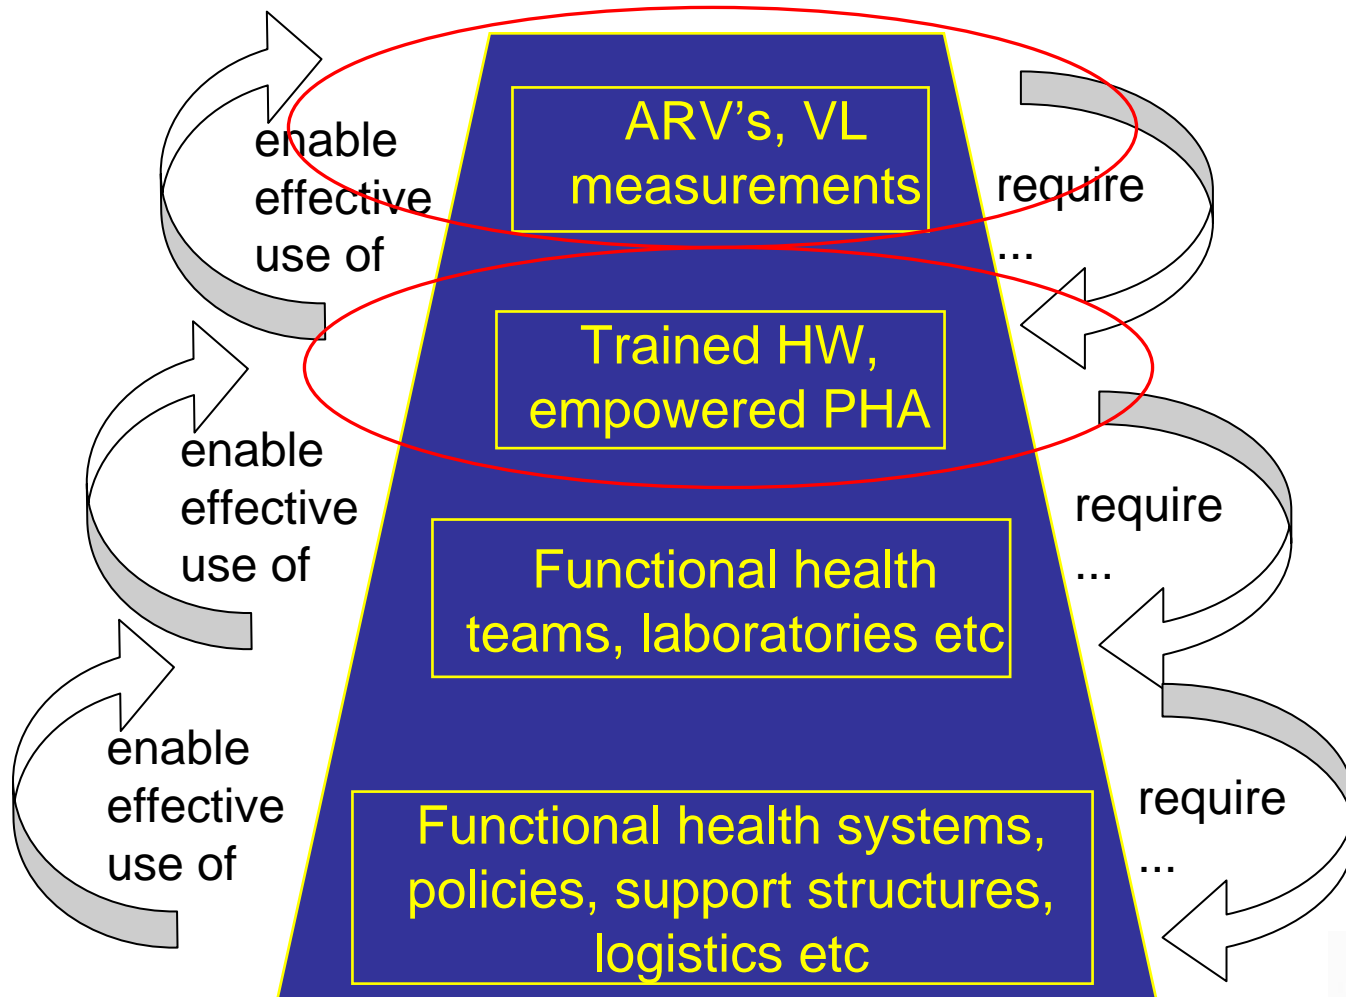 ARV's, VL
measurements
enable
effective
use of
require
...
Trained HW,
empowered PHA
enable
effective
use of
require
...
Functional health
teams, laboratories etc
enable
effective
use of
require
...
Functional health systems,
policies, support structures,
logistics etc